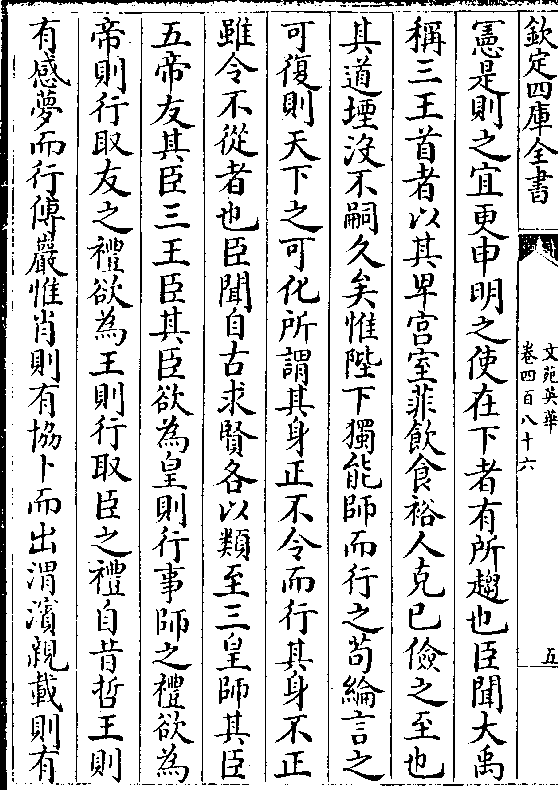 欽定四庫全書
文苑英華
卷四百八十六
五
憲是則之宜更申明之使在下者有所趨也臣聞大禹
稱三王首者以其卑宫室菲飲食裕人克已儉之至也
其道堙沒不嗣久矣惟陛下獨能師而行之苟綸言之
可復則天下之可化所謂其身正不令而行其身不正
雖令不從者也臣聞自古求賢各以類至三皇師其臣
五帝友其臣三王臣其臣欲為皇則行事師之禮欲為
帝則行取友之禮欲為王則行取臣之禮自昔哲王則
有感夢而行傅巖惟肖則有協卜而出渭濱親載則有